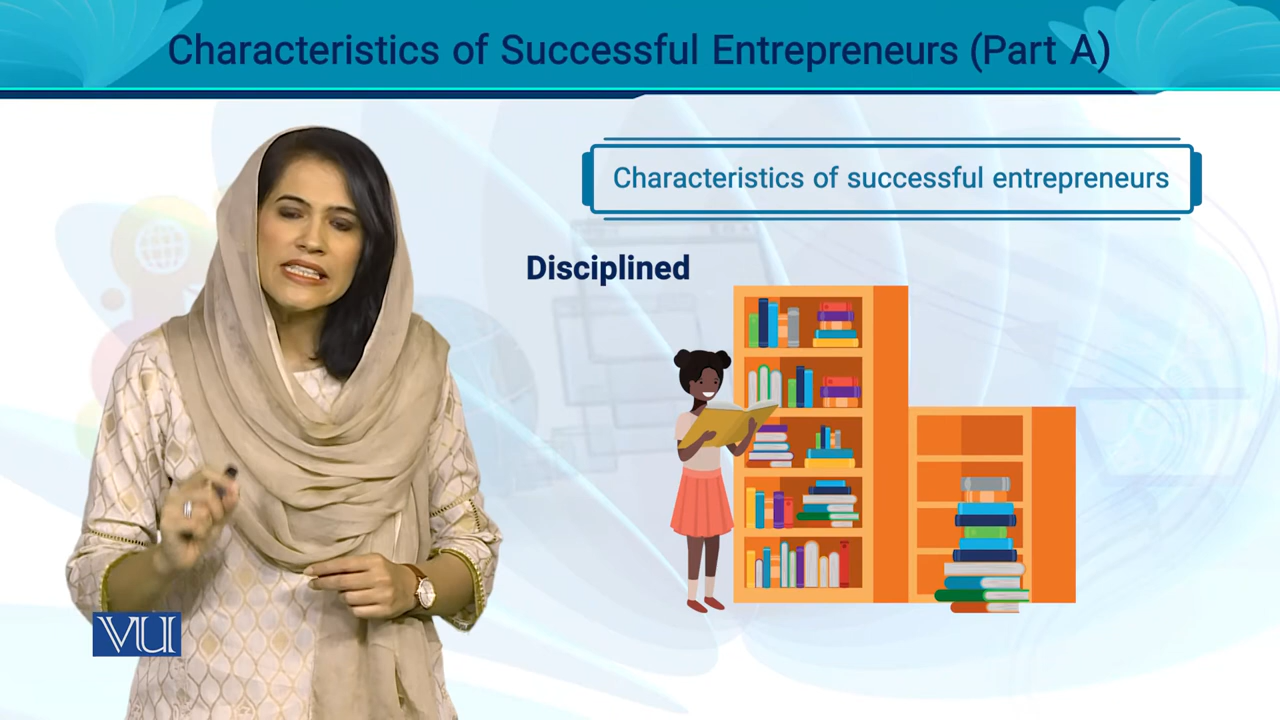 Characteristics of Successful Entrepreneurs (Part A)
Characteristics of successful entrepreneurs
Disciplined
VU